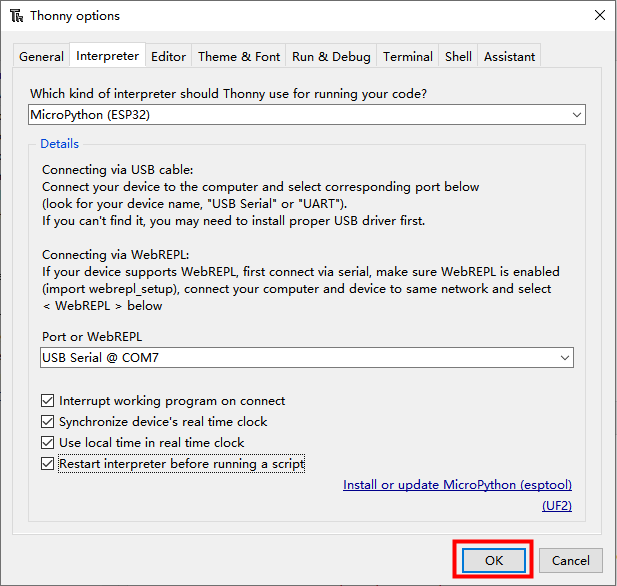 Thonny options
General Interpreter Editor Theme & Font Run & Debug Terminal Shell Assistant
Which kind of interpreter should Thonny use for running your code?
MicroPython (ESP32)
Details
Connecting via USB cable:
Connect your device to the computer and select corresponding port below
(look for your device name, "USB Serial" or "UART").
If you can't find it, you may need to install proper USB driver first.
Connecting via WebREPL:
If your device supports WebREPL, first connect via serial, make sure WebREPL is enabled
(import webrepl_setup), connect your computer and device to same network and select
< WebREPL > below
Port or WebREPL
USB Serial @ COM7
Interrupt working program on connect
Synchronize device's real time clock
Use local time in real time clock
Restart interpreter before running a script
Install or update MicroPython (esptool)
(UF2)
OK Cancel